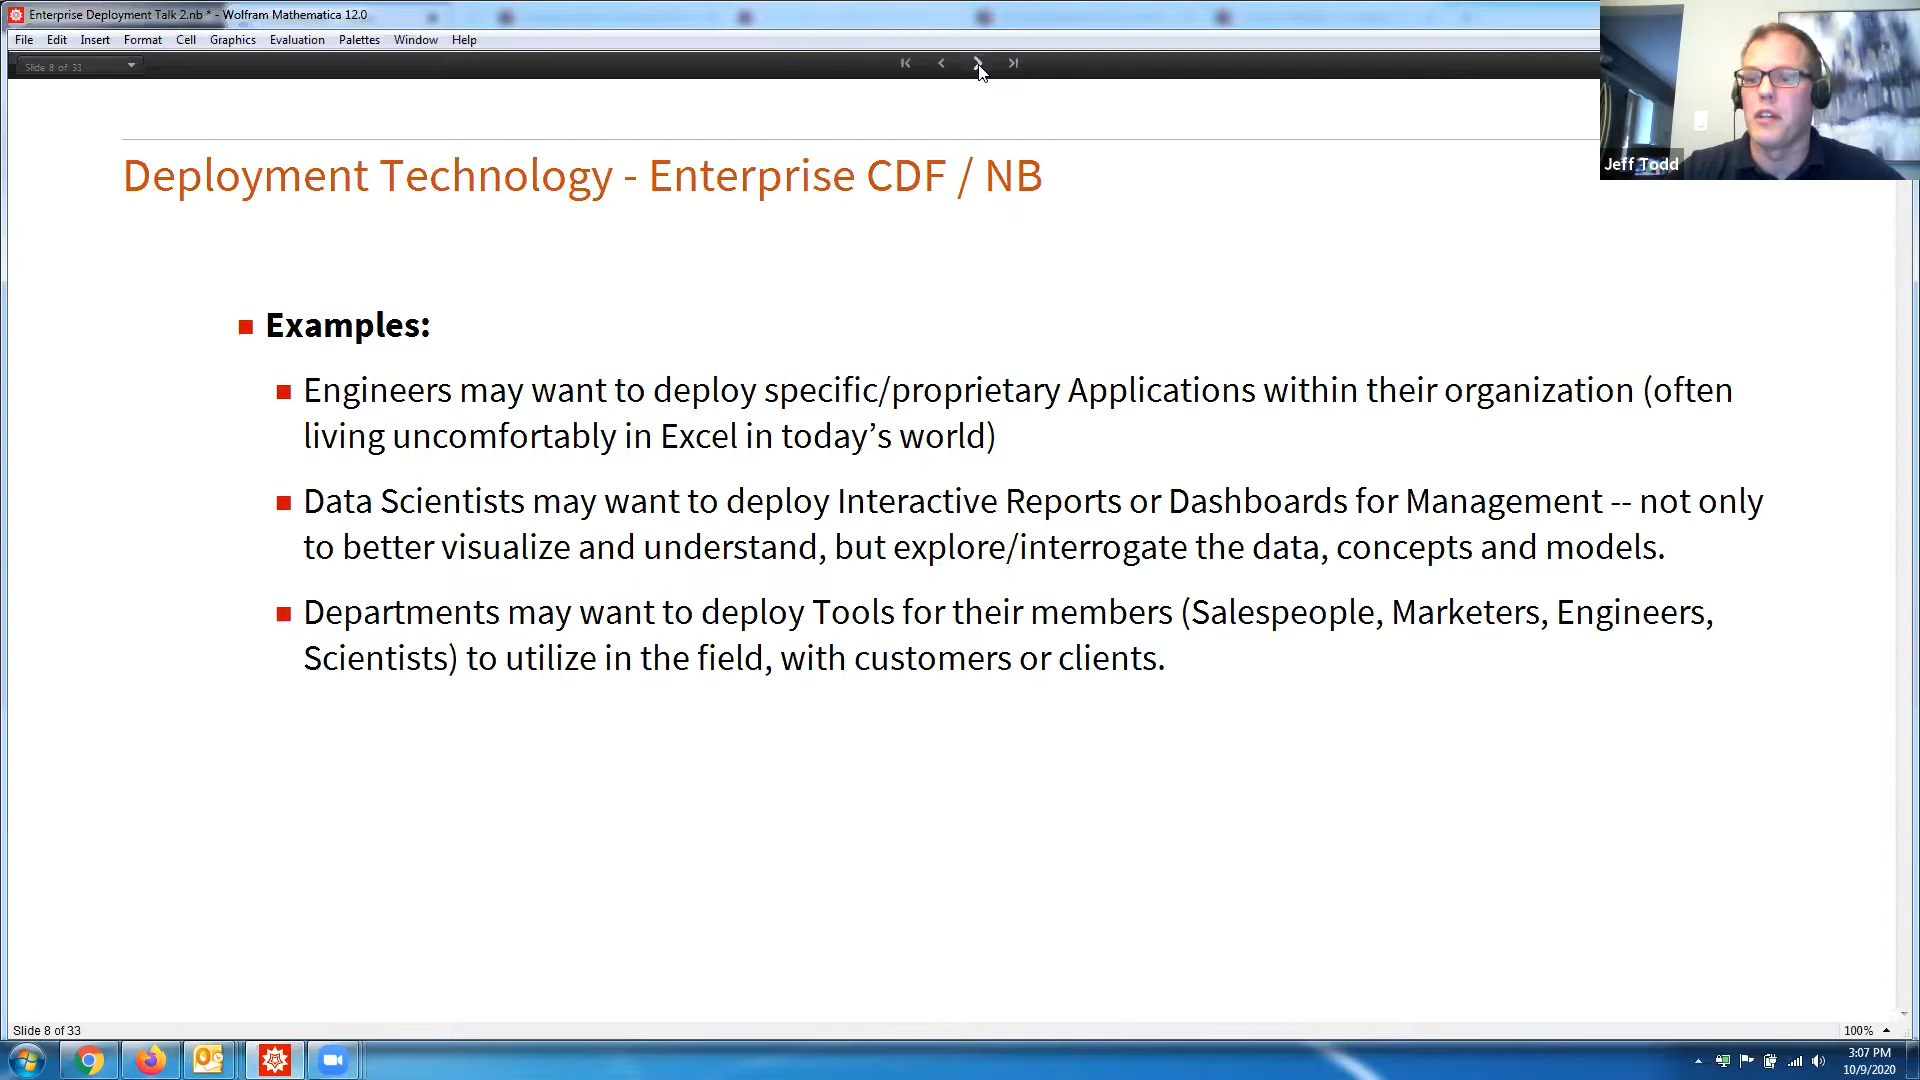 Enterprise Deployment Talk 2.nb * - Wolfram Mathematica 12.0
File Edit Insert Format Cell Graphics Evaluation Palettes Window Help
Slide 8 of 33
Jeff Todd
Deployment Technology - Enterprise CDF / NB
Examples:
Engineers may want to deploy specific/proprietary Applications within their organization (often
living uncomfortably in Excel in today’s world)
Data Scientists may want to deploy Interactive Reports or Dashboards for Management -- not only
to better visualize and understand, but explore/interrogate the data, concepts and models.
Departments may want to deploy Tools for their members (Salespeople, Marketers, Engineers,
Scientists) to utilize in the field, with customers or clients.
Slide 8 of 33
100%
3:07 PM
10/9/2020